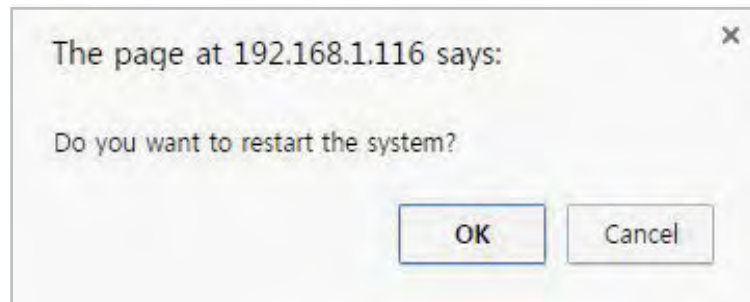 The page at 192.168.1.116 says:
Do you want to restart the system?
OK
Cancel